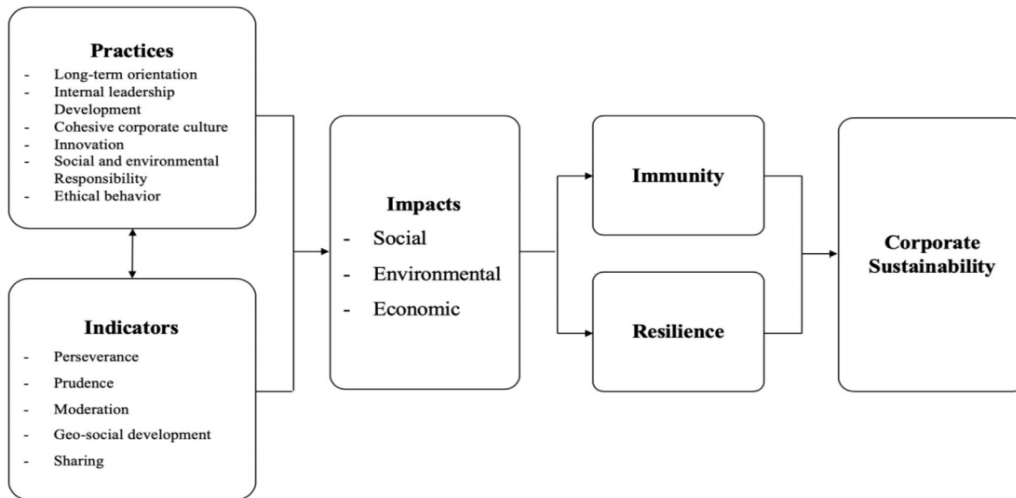 Practices
- Long-term orientation
- Internal leadership
Development
- Cohesive corporate culture
- Innovation
- Social and environmental
Responsibility
- Ethical behavior
Indicators
- Perseverance
- Prudence
- Moderation
- Geo-social development
- Sharing
Impacts
- Social
- Environmental
- Economic
Immunity
Resilience
Corporate
Sustainability